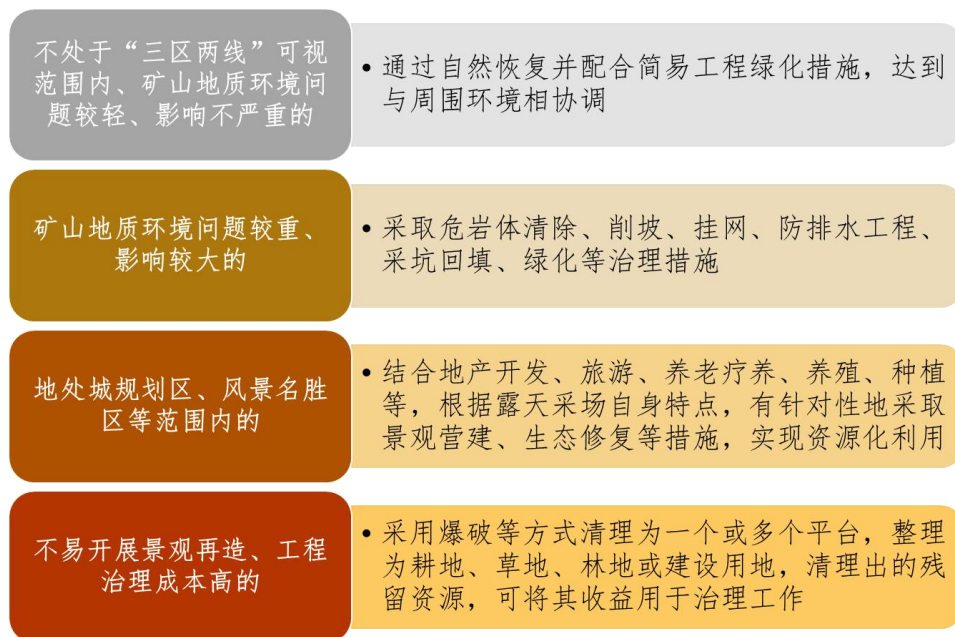 不处于“三区两线”可视
范围内、矿山地质环境问
题较轻、影响不严重的
• 通过自然恢复并配合简易工程绿化措施，达到
与周围环境相协调
矿山地质环境问题较重、
影响较大的
• 采取危岩体清除、削坡、挂网、防排水工程、
采坑回填、绿化等治理措施
地处城规划区、风景名胜
区等范围内的
• 结合地产开发、旅游、养老疗养、养殖、种植
等，根据露天采场自身特点，有针对性地采取
景观营建、生态修复等措施，实现资源化利用
不易开展景观再造、工程
治理成本高的
• 采用爆破等方式清理为一个或多个平台，整理
为耕地、草地、林地或建设用地，清理出的残
留资源，可将其收益用于治理工作